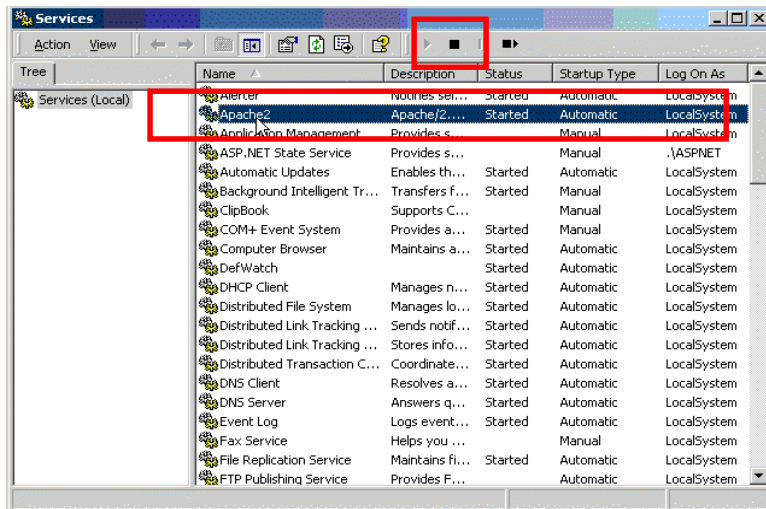 Services
Action View
Tree
Name Description Status Startup Type Log On As
Services (Local)
Alerter Notifies sel... Started Automatic LocalSystem
Apache2 Apache/2.... Started Automatic LocalSystem
Application Management Provides s... Manual LocalSystem
ASP.NET State Service Provides s... Manual .\ASPNET
Automatic Updates Enables th... Started Automatic LocalSystem
Background Intelligent Tr... Transfers f... Started Manual LocalSystem
ClipBook Supports C... Manual LocalSystem
COM+ Event System Provides a... Started Manual LocalSystem
Computer Browser Maintains a... Started Automatic LocalSystem
DefWatch Started Automatic LocalSystem
DHCP Client Manages n... Started Automatic LocalSystem
Distributed File System Manages lo... Started Automatic LocalSystem
Distributed Link Tracking ... Sends notif... Started Automatic LocalSystem
Distributed Link Tracking ... Stores info... Started Automatic LocalSystem
Distributed Transaction C... Coordinate... Started Automatic LocalSystem
DNS Client Resolves a... Started Automatic LocalSystem
DNS Server Answers q... Started Automatic LocalSystem
Event Log Logs event... Started Automatic LocalSystem
Fax Service Helps you ... Manual LocalSystem
File Replication Service Maintains fi... Started Automatic LocalSystem
FTP Publishing Service Provides F... Automatic LocalSystem